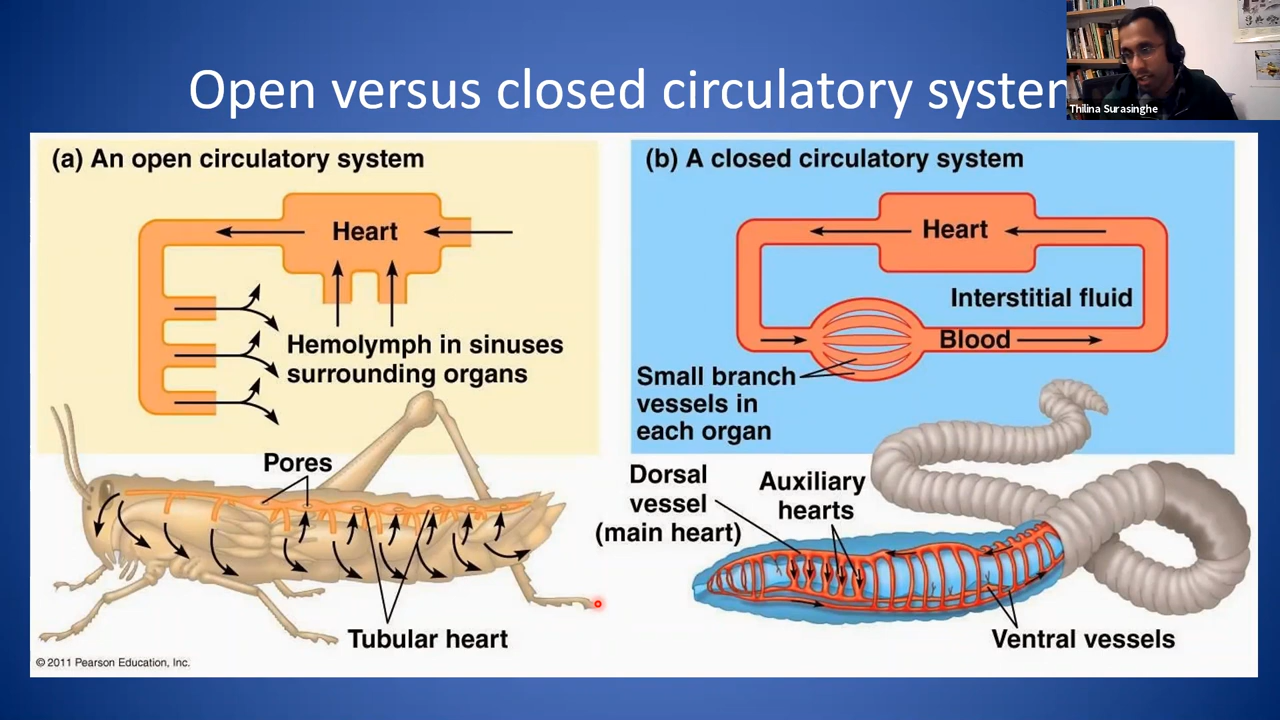 Open versus closed circulatory system
Thilina Surasinghe
(a) An open circulatory system
Heart
Hemolymph in sinuses
surrounding organs
Pores
Tubular heart
(b) A closed circulatory system
Heart
Interstitial fluid
Blood
Small branch
vessels in
each organ
Dorsal
vessel
(main heart)
Auxiliary
hearts
Ventral vessels
© 2011 Pearson Education, Inc.